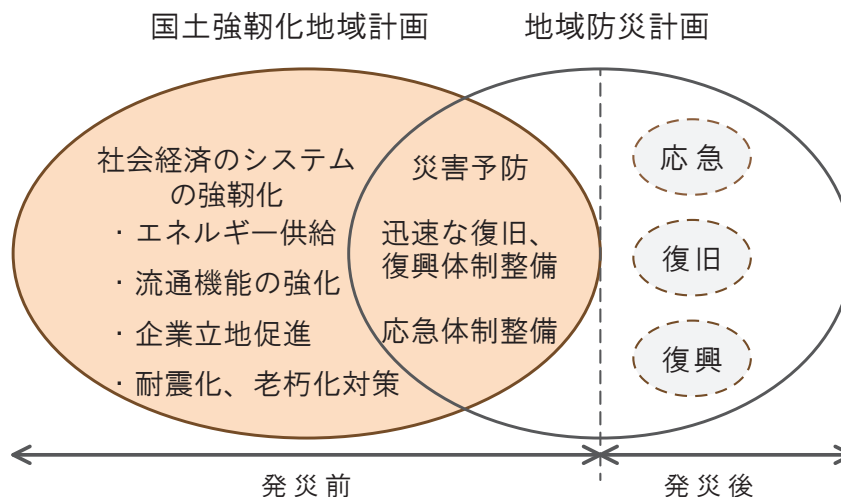 国土強靭化地域計画
地域防災計画
社会経済のシステム
の強靭化
・エネルギー供給
・流通機能の強化
・企業立地促進
・耐震化、老朽化対策
災害予防
迅速な復旧、
復興体制整備
応急体制整備
応急
復旧
復興
発災前
発災後